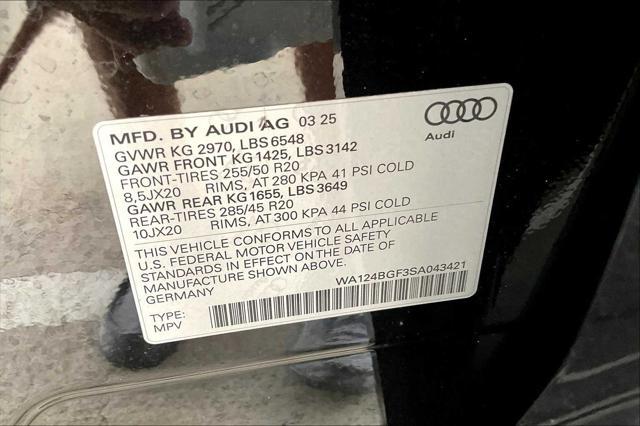 MFD. BY AUDI AG 03 25
GVWR KG 2970, LBS 6548
GAWR FRONT KG 1425, LBS 3142
FRONT-TIRES 255/50 R20
8,5JX20 RIMS, AT 280 KPA 41 PSI COLD
GAWR REAR KG 1655, LBS 3649
REAR-TIRES 285/45 R20
10JX20 RIMS, AT 300 KPA 44 PSI COLD
THIS VEHICLE CONFORMS TO ALL APPLICABLE
U.S. FEDERAL MOTOR VEHICLE SAFETY
STANDARDS IN EFFECT ON THE DATE OF
MANUFACTURE SHOWN ABOVE.
GERMANY
WA124BGF3SA043421
TYPE:
MPV
Audi